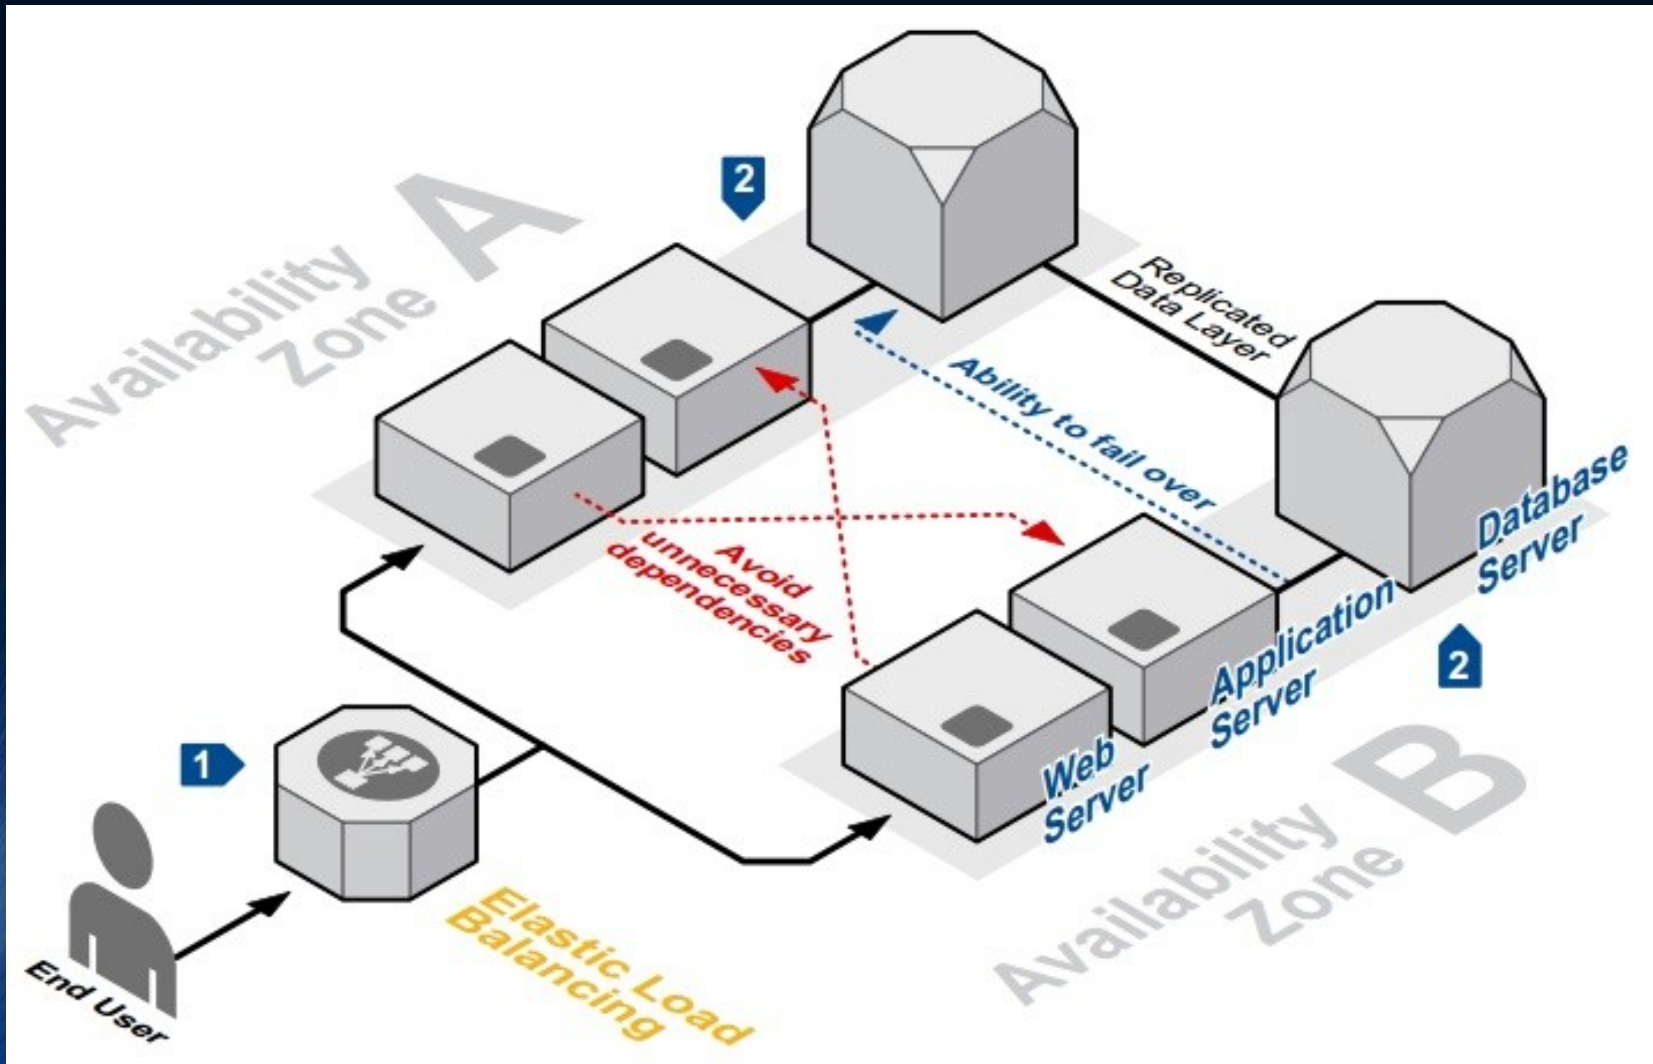 2
Availability
Zone
A
Replicated
Data Layer
Ability to fail over
Database
Server
Avoid
unnecessary
dependencies
Application
Server
2
1
Web
Server
Availability
Zone
B
Elastic Load
Balancing
End User